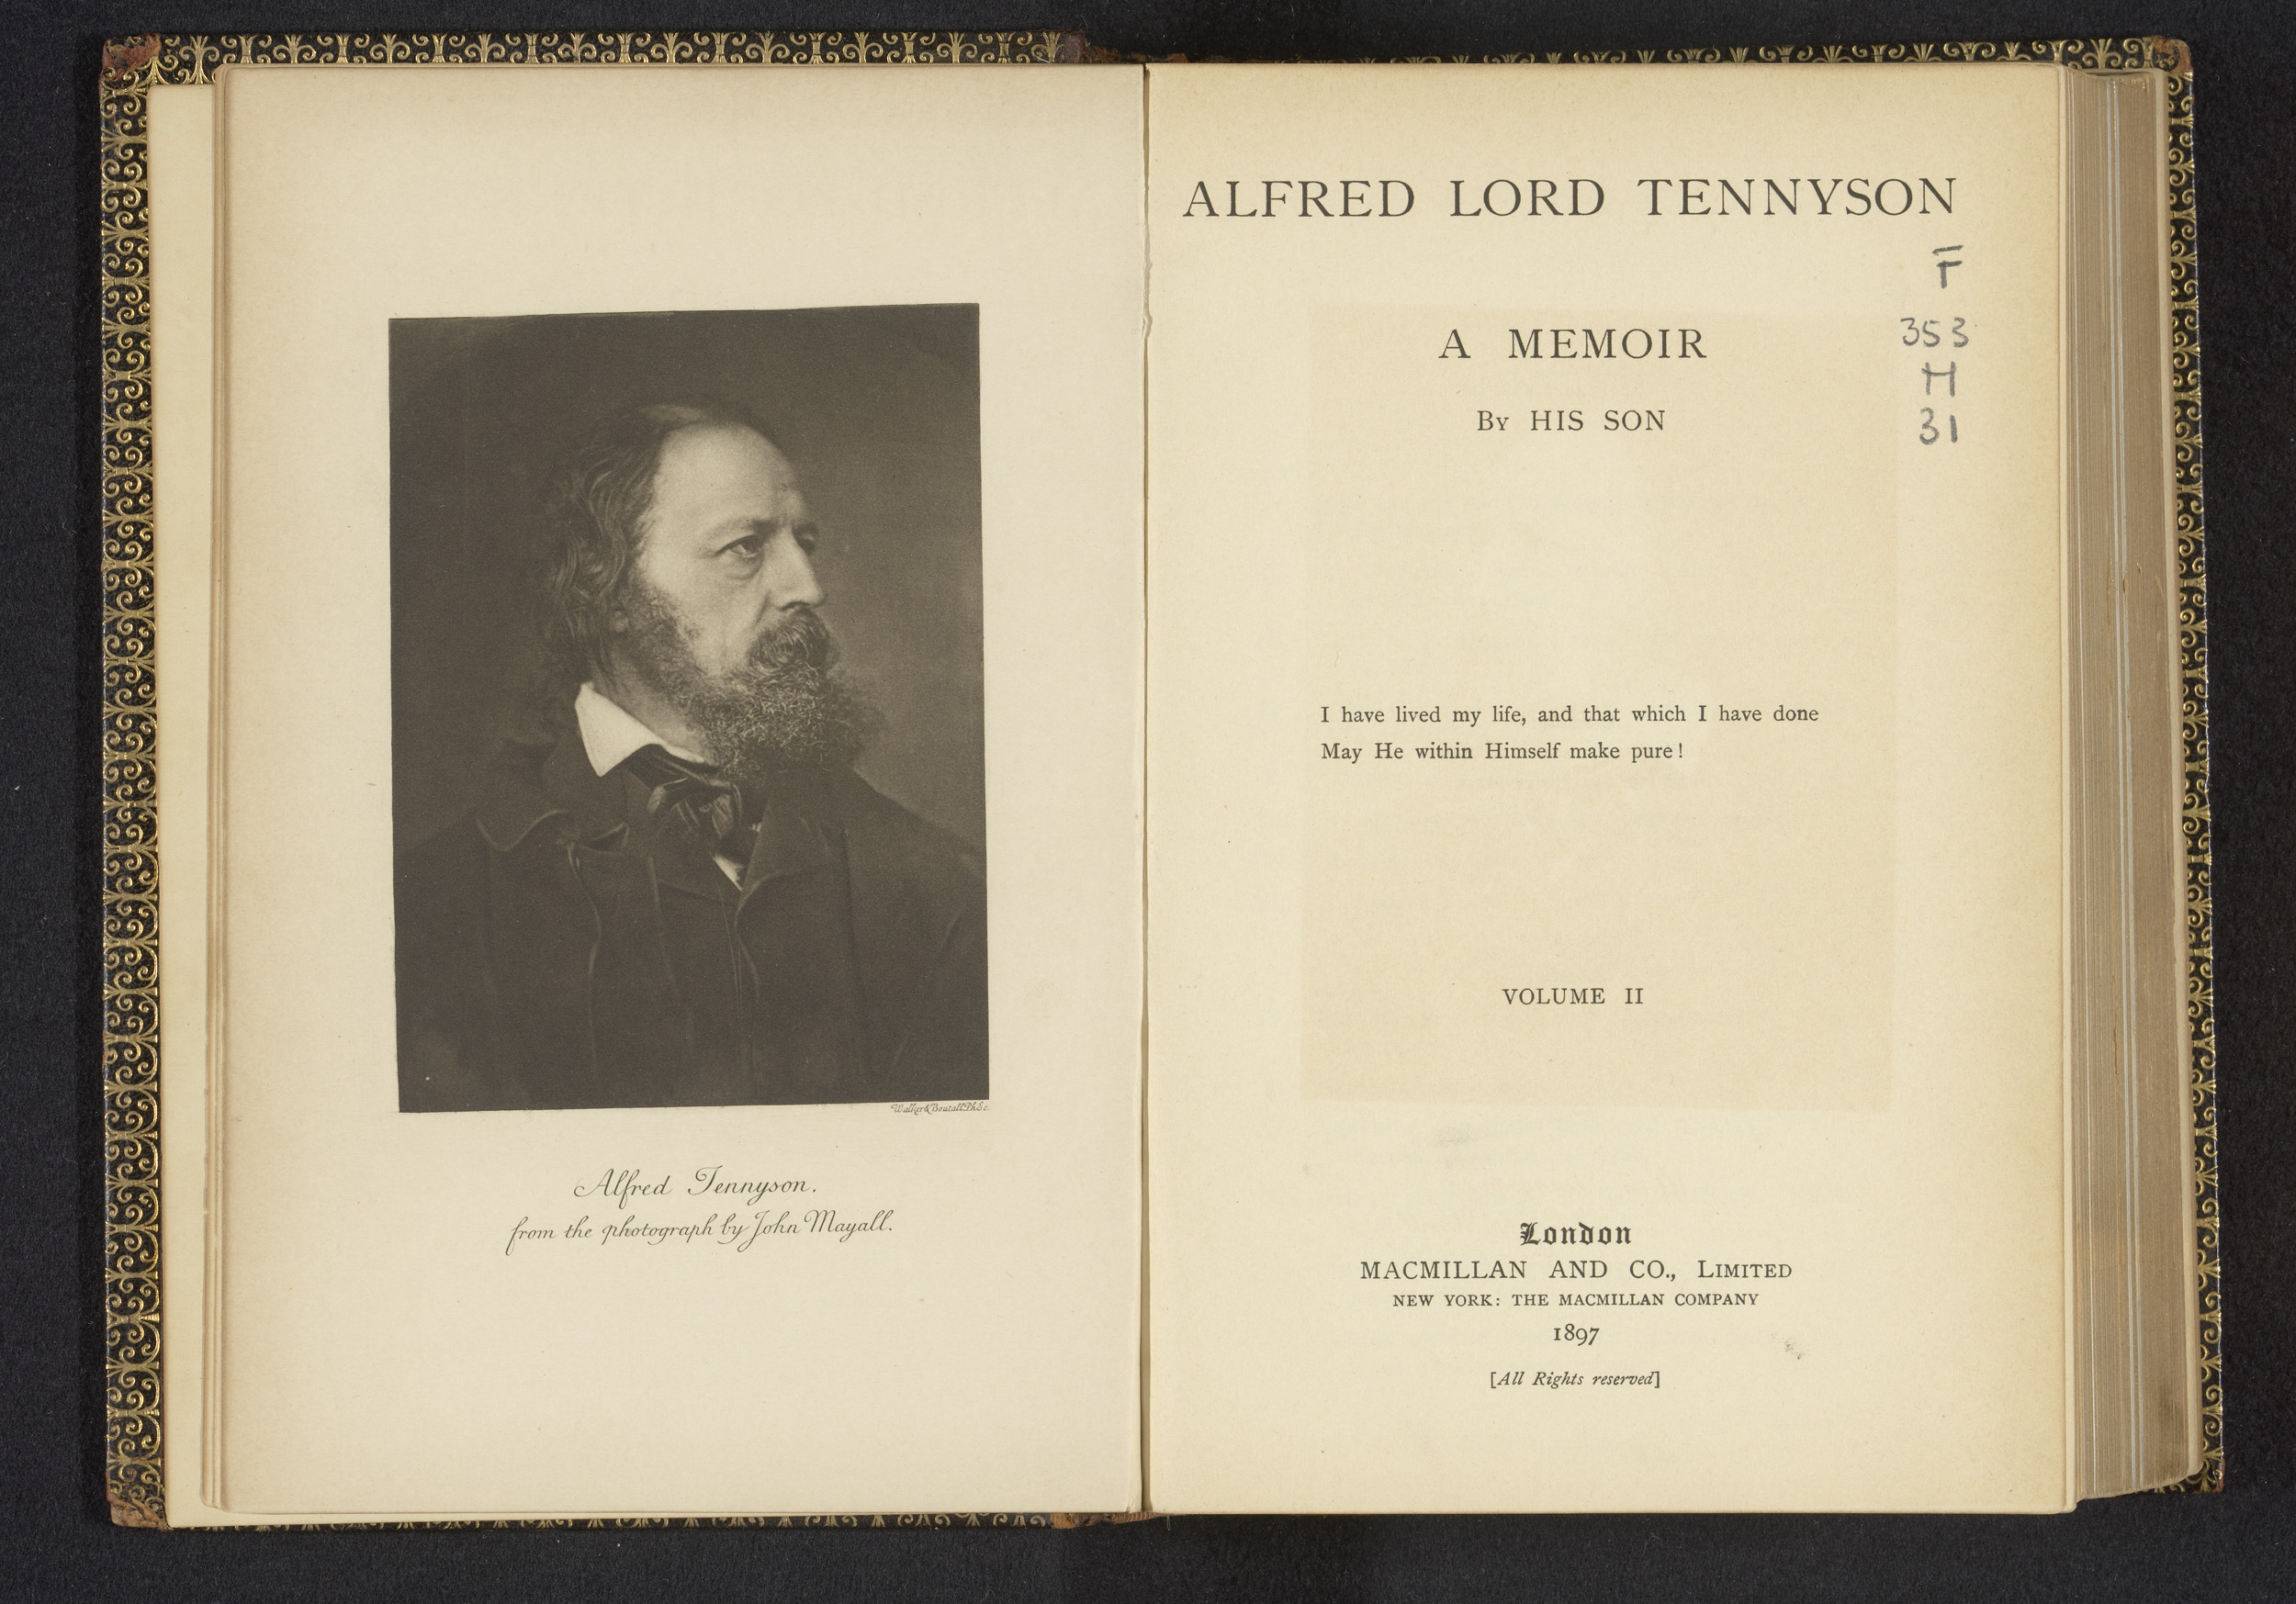 Walker & Boutall Ph.Sc.
Alfred Tennyson.
from the photograph by John Mayall.
ALFRED LORD TENNYSON
F
353
H
31
A MEMOIR
By HIS SON
I have lived my life, and that which I have done
May He within Himself make pure!
VOLUME II
London
MACMILLAN AND CO., LIMITED
NEW YORK: THE MACMILLAN COMPANY
1897
[All Rights reserved]